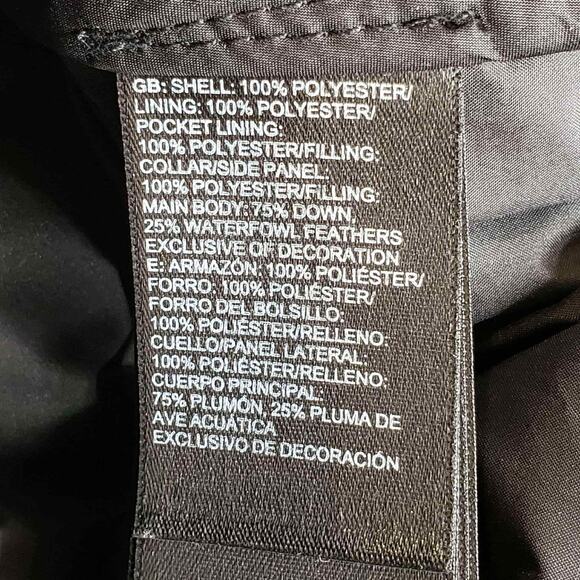 GB: SHELL: 100% POLYESTER/
LINING: 100% POLYESTER/
POCKET LINING:
100% POLYESTER/FILLING:
COLLAR/SIDE PANEL.
100% POLYESTER/FILLING:
MAIN BODY: 75% DOWN,
25% WATERFOWL FEATHERS
EXCLUSIVE OF DECORATION
E: ARMAZÓN: 100% POLIÉSTER/
FORRO: 100% POLIÉSTER/
FORRO DEL BOLSILLO:
100% POLIÉSTER/RELLENO:
CUELLO/PANEL LATERAL.
100% POLIÉSTER/RELLENO:
CUERPO PRINCIPAL.
75% PLUMÓN, 25% PLUMA DE
AVE ACUÁTICA
EXCLUSIVO DE DECORACIÓN